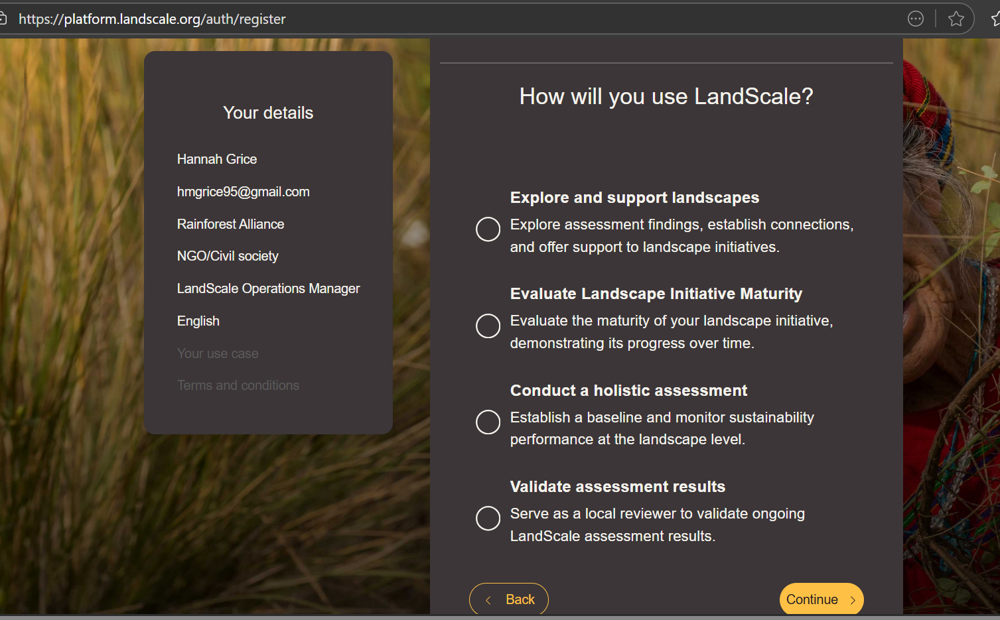 https://platform.landscale.org/auth/register
Your details
Hannah Grice
hmgrice95@gmail.com
Rainforest Alliance
NGO/Civil society
LandScale Operations Manager
English
Your use case
Terms and conditions
How will you use LandScale?
Explore and support landscapes
Explore assessment findings, establish connections,
and offer support to landscape initiatives.
Evaluate Landscape Initiative Maturity
Evaluate the maturity of your landscape initiative,
demonstrating its progress over time.
Conduct a holistic assessment
Establish a baseline and monitor sustainability
performance at the landscape level.
Validate assessment results
Serve as a local reviewer to validate ongoing
LandScale assessment results.
Back
Continue